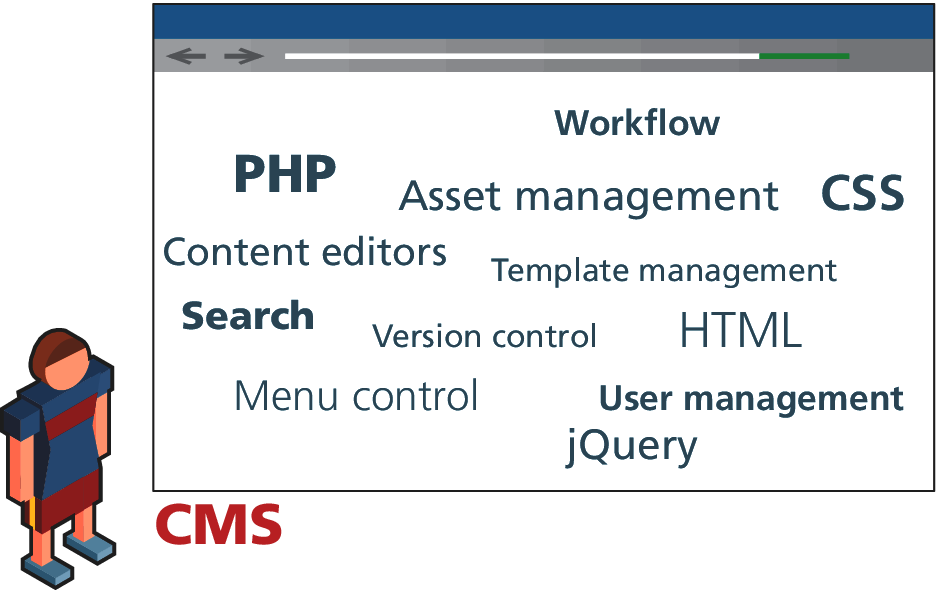 Workflow
PHP
Asset management
CSS
Content editors
Template management
Search
Version control
HTML
Menu control
User management
jQuery
CMS